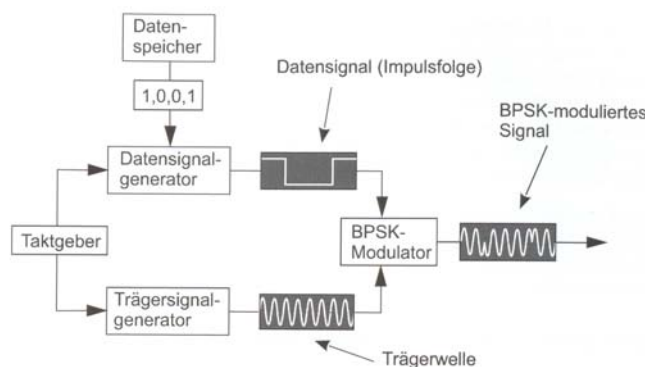 Daten-
speicher
1,0,0,1
Datensignal (Impulsfolge)
BPSK-moduliertes
Signal
Datensignal-
generator
Taktgeber
BPSK-
Modulator
Trägersignal-
generator
Trägerwelle